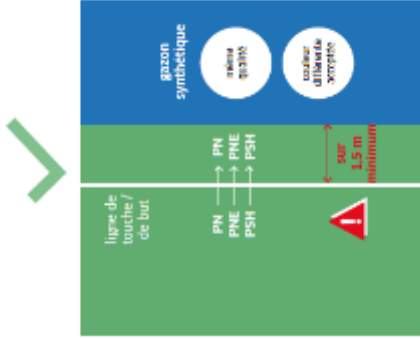 gazon
synthétique
même
qualité
couleur
différente
acceptée
ligne de
touche /
de but
PN → PN
PNE → PNE
PSH → PSH
sur
1,5 m
minimum
!